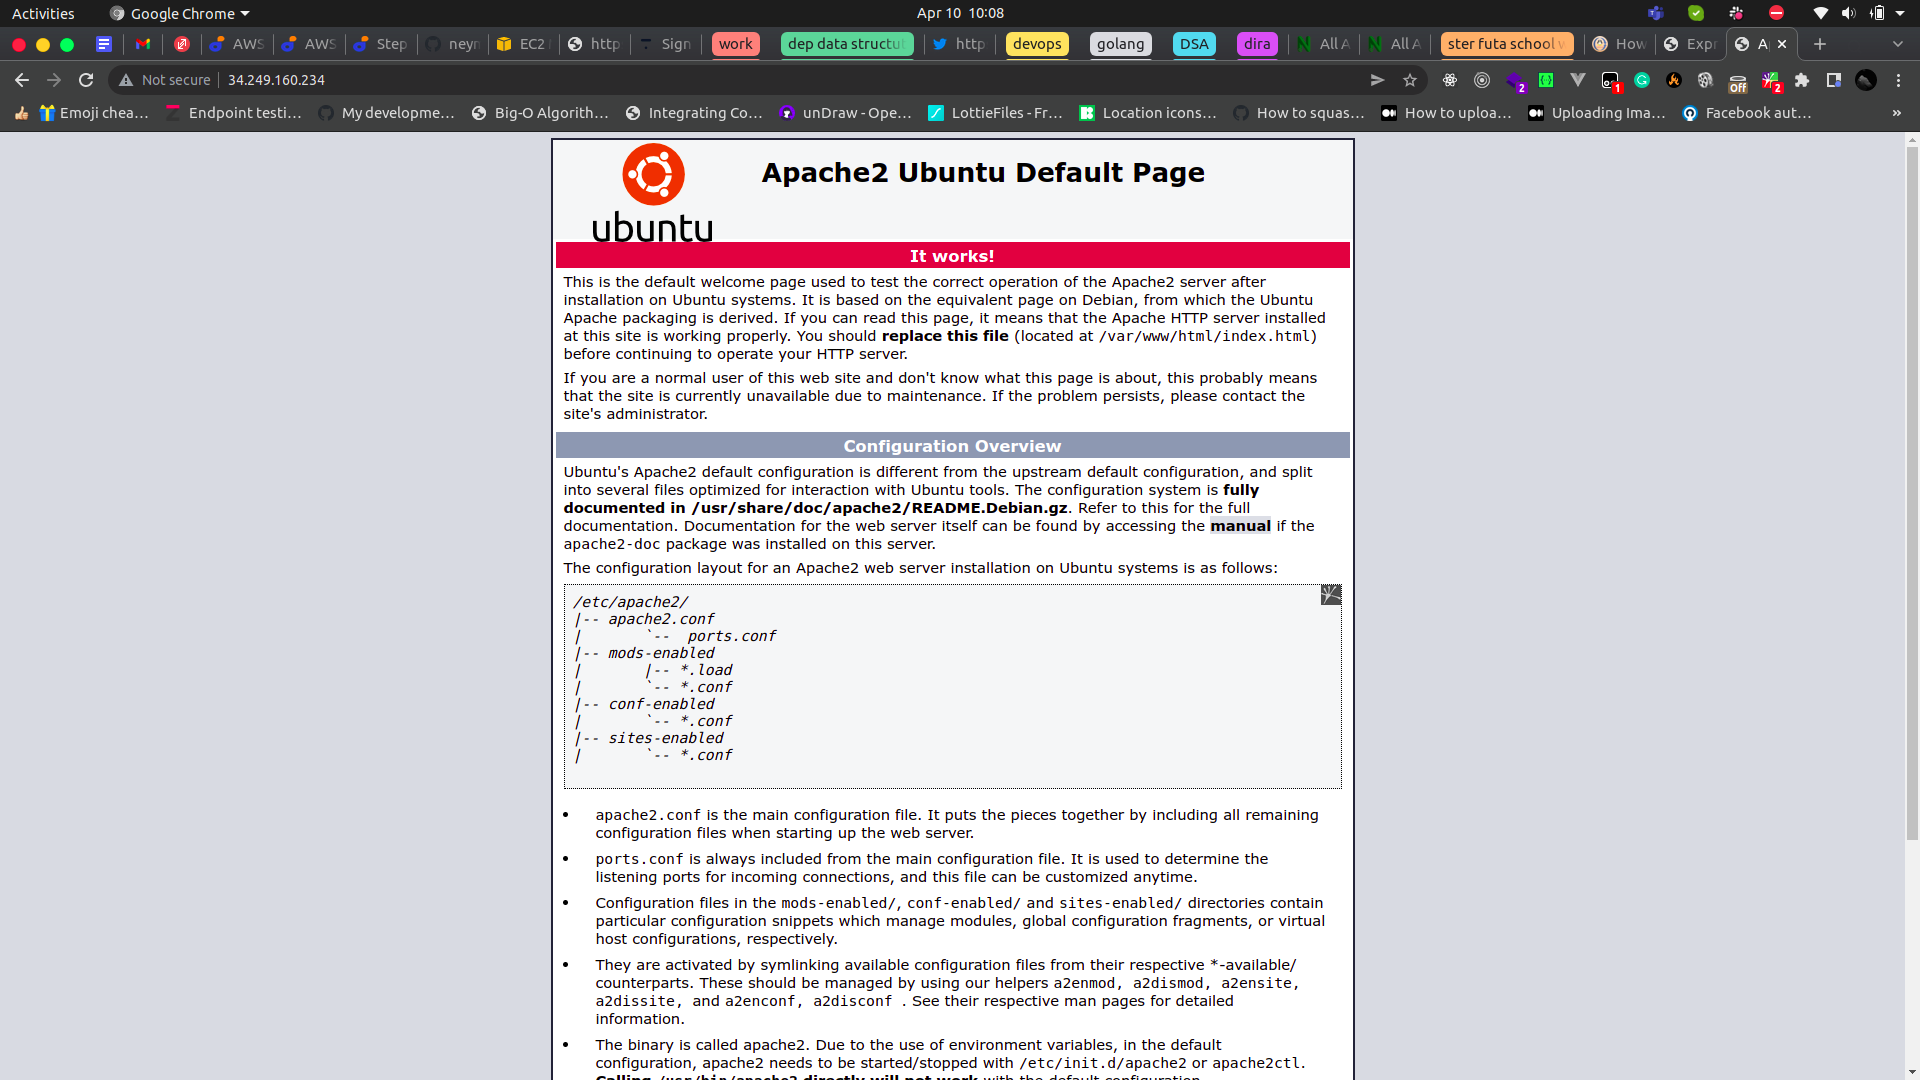 Activities Google Chrome Apr 10 10:08
AWS AWS Step neyn EC2 http Sign work dep data structu http devops golang DSA dira All A All A ster futa school w How Expr Ap
Not secure 34.249.160.234 2 1 Off 2
Emoji chea... Endpoint testi... My developme... Big-O Algorith... Integrating Co... unDraw - Ope... LottieFiles - Fr... Location icons... How to squas... How to uploa... Uploading Ima... Facebook aut... »
ubuntu
Apache2 Ubuntu Default Page
It works!
This is the default welcome page used to test the correct operation of the Apache2 server after
installation on Ubuntu systems. It is based on the equivalent page on Debian, from which the Ubuntu
Apache packaging is derived. If you can read this page, it means that the Apache HTTP server installed
at this site is working properly. You should replace this file (located at /var/www/html/index.html)
before continuing to operate your HTTP server.
If you are a normal user of this web site and don't know what this page is about, this probably means
that the site is currently unavailable due to maintenance. If the problem persists, please contact the
site's administrator.
Configuration Overview
Ubuntu's Apache2 default configuration is different from the upstream default configuration, and split
into several files optimized for interaction with Ubuntu tools. The configuration system is fully
documented in /usr/share/doc/apache2/README.Debian.gz. Refer to this for the full
documentation. Documentation for the web server itself can be found by accessing the manual if the
apache2-doc package was installed on this server.
The configuration layout for an Apache2 web server installation on Ubuntu systems is as follows:
/etc/apache2/
|-- apache2.conf
|       `--  ports.conf
|-- mods-enabled
|       |-- *.load
|       `-- *.conf
|-- conf-enabled
|       `-- *.conf
|-- sites-enabled
|       `-- *.conf
• apache2.conf is the main configuration file. It puts the pieces together by including all remaining
configuration files when starting up the web server.
• ports.conf is always included from the main configuration file. It is used to determine the
listening ports for incoming connections, and this file can be customized anytime.
• Configuration files in the mods-enabled/, conf-enabled/ and sites-enabled/ directories contain
particular configuration snippets which manage modules, global configuration fragments, or virtual
host configurations, respectively.
• They are activated by symlinking available configuration files from their respective *-available/
counterparts. These should be managed by using our helpers a2enmod, a2dismod, a2ensite,
a2dissite, and a2enconf, a2disconf . See their respective man pages for detailed
information.
• The binary is called apache2. Due to the use of environment variables, in the default
configuration, apache2 needs to be started/stopped with /etc/init.d/apache2 or apache2ctl.
Calling /usr/bin/apache2 directly will not work with the default configuration.